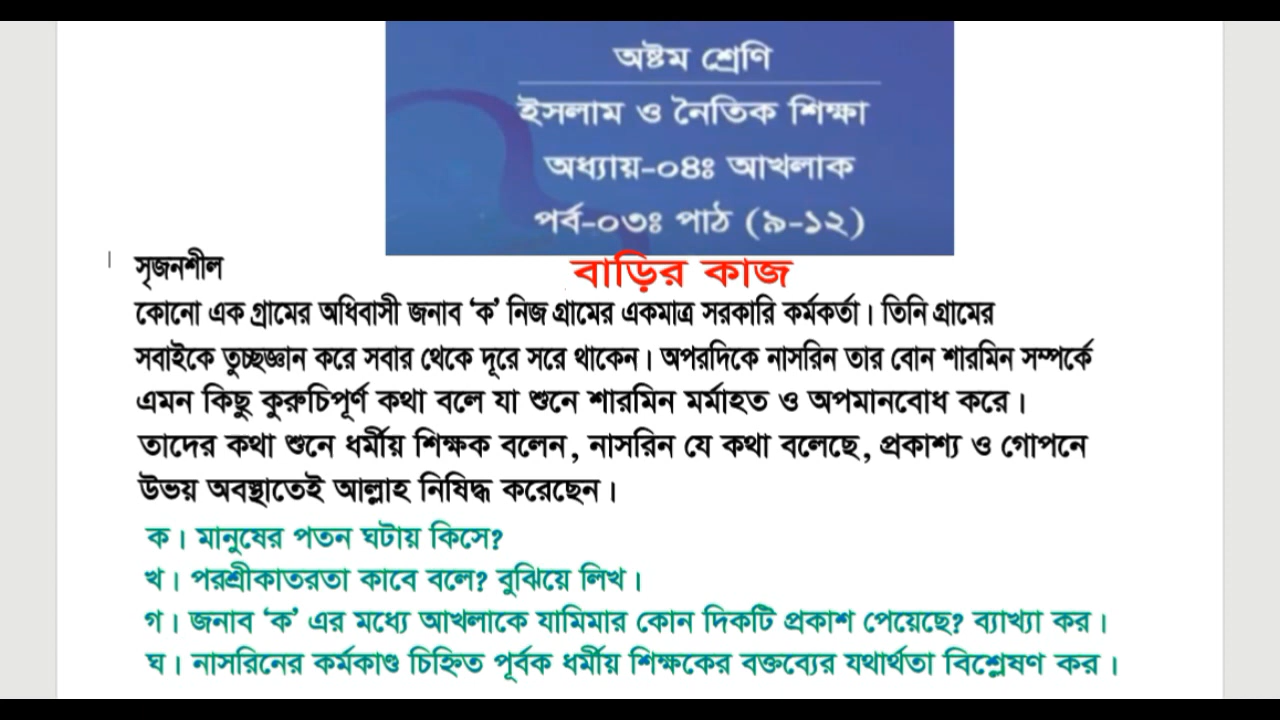 অষ্টম শ্রেণি
ইসলাম ও নৈতিক শিক্ষা
অধ্যায়-০৪ঃ আখলাক
পর্ব-০৩ঃ পাঠ (৯-১২)
সৃজনশীল
বাড়ির কাজ
কোনো এক গ্রামের অধিবাসী জনাব ‘ক’ নিজ গ্রামের একমাত্র সরকারি কর্মকর্তা। তিনি গ্রামের
সবাইকে তুচ্ছজ্ঞান করে সবার থেকে দূরে সরে থাকেন। অপরদিকে নাসরিন তার বোন শারমিন সম্পর্কে
এমন কিছু কুরুচিপূর্ণ কথা বলে যা শুনে শারমিন মর্মাহত ও অপমানবোধ করে।
তাদের কথা শুনে ধর্মীয় শিক্ষক বলেন, নাসরিন যে কথা বলেছে, প্রকাশ্য ও গোপনে
উভয় অবস্থাতেই আল্লাহ নিষিদ্ধ করেছেন।
ক। মানুষের পতন ঘটায় কিসে?
খ। পরশ্রীকাতরতা কাবে বলে? বুঝিয়ে লিখ।
গ। জনাব ‘ক’ এর মধ্যে আখলাকে যামিমার কোন দিকটি প্রকাশ পেয়েছে? ব্যাখ্যা কর।
ঘ। নাসরিনের কর্মকাণ্ড চিহ্নিত পূর্বক ধর্মীয় শিক্ষকের বক্তব্যের যথার্থতা বিশ্লেষণ কর।